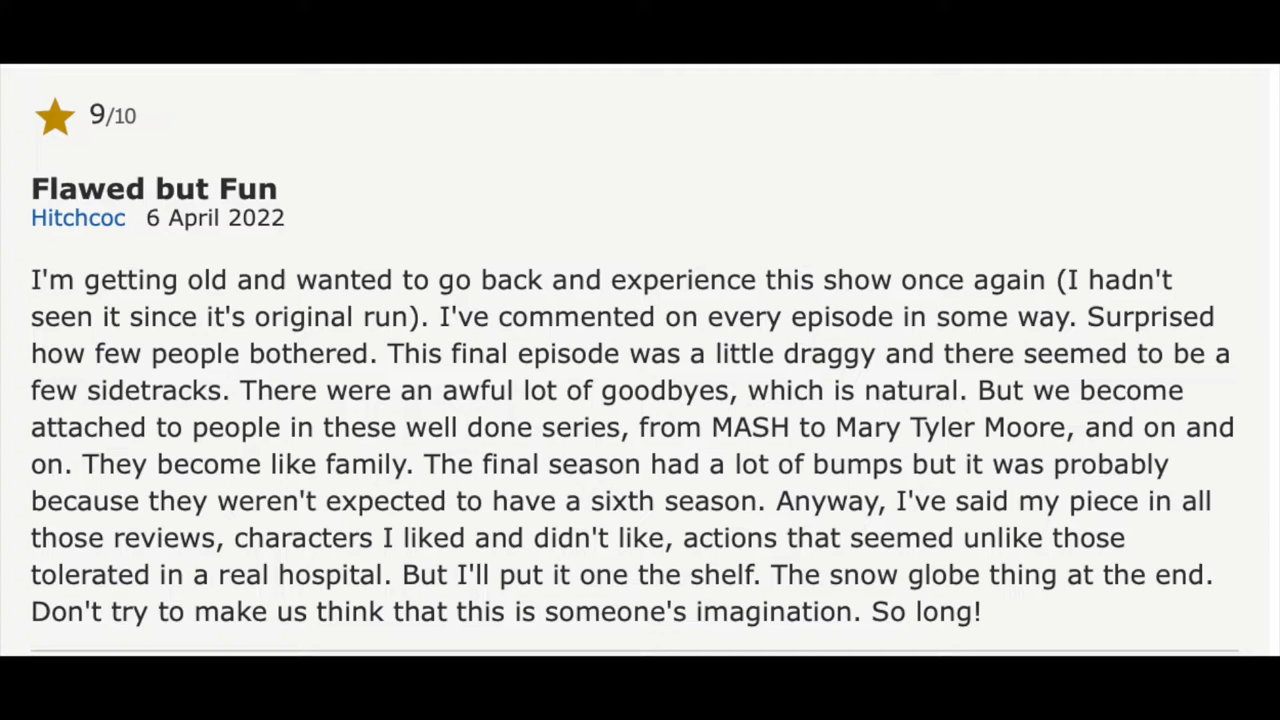 9/10
Flawed but Fun
Hitchcoc 6 April 2022
I'm getting old and wanted to go back and experience this show once again (I hadn't
seen it since it's original run). I've commented on every episode in some way. Surprised
how few people bothered. This final episode was a little draggy and there seemed to be a
few sidetracks. There were an awful lot of goodbyes, which is natural. But we become
attached to people in these well done series, from MASH to Mary Tyler Moore, and on and
on. They become like family. The final season had a lot of bumps but it was probably
because they weren't expected to have a sixth season. Anyway, I've said my piece in all
those reviews, characters I liked and didn't like, actions that seemed unlike those
tolerated in a real hospital. But I'll put it one the shelf. The snow globe thing at the end.
Don't try to make us think that this is someone's imagination. So long!